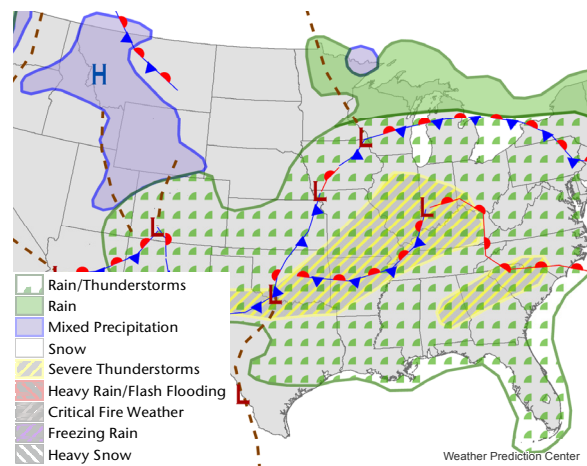 H
L
L
L
L
L
L
Rain/Thunderstorms
Rain
Mixed Precipitation
Snow
Severe Thunderstorms
Heavy Rain/Flash Flooding
Critical Fire Weather
Freezing Rain
Heavy Snow
Weather Prediction Center